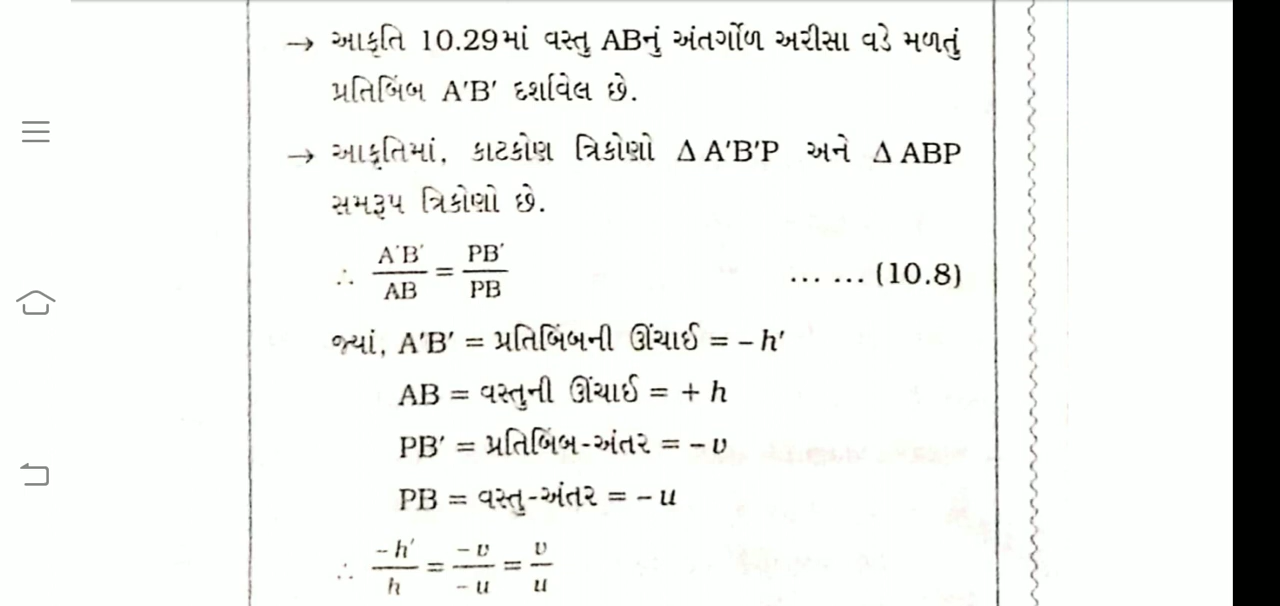 → આકૃતિ 10.29માં વસ્તુ ABનું અંતર્ગોળ અરીસા વડે મળતું
પ્રતિબિંબ A′B′ દર્શાવેલ છે.
→ આકૃતિમાં, કાટકોણ ત્રિકોણો Δ A′B′P અને Δ ABP
સમરૂપ ત્રિકોણો છે.
∴ A′B′/AB = PB′/PB ... ... (10.8)
જ્યાં, A′B′ = પ્રતિબિંબની ઊંચાઈ = – h′
AB = વસ્તુની ઊંચાઈ = + h
PB′ = પ્રતિબિંબ-અંતર = – v
PB = વસ્તુ-અંતર = – u
∴ – h′/h = – v/– u = v/u